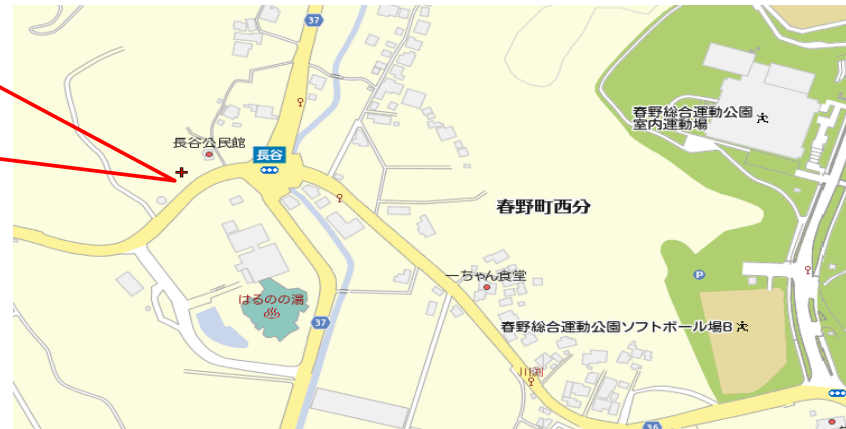 37
春野総合運動公園
室内運動場
長谷公民館
長谷
春野町西分
一ちゃん食堂
P
はるのの湯
37
春野総合運動公園ソフトボール場B
川渕
36